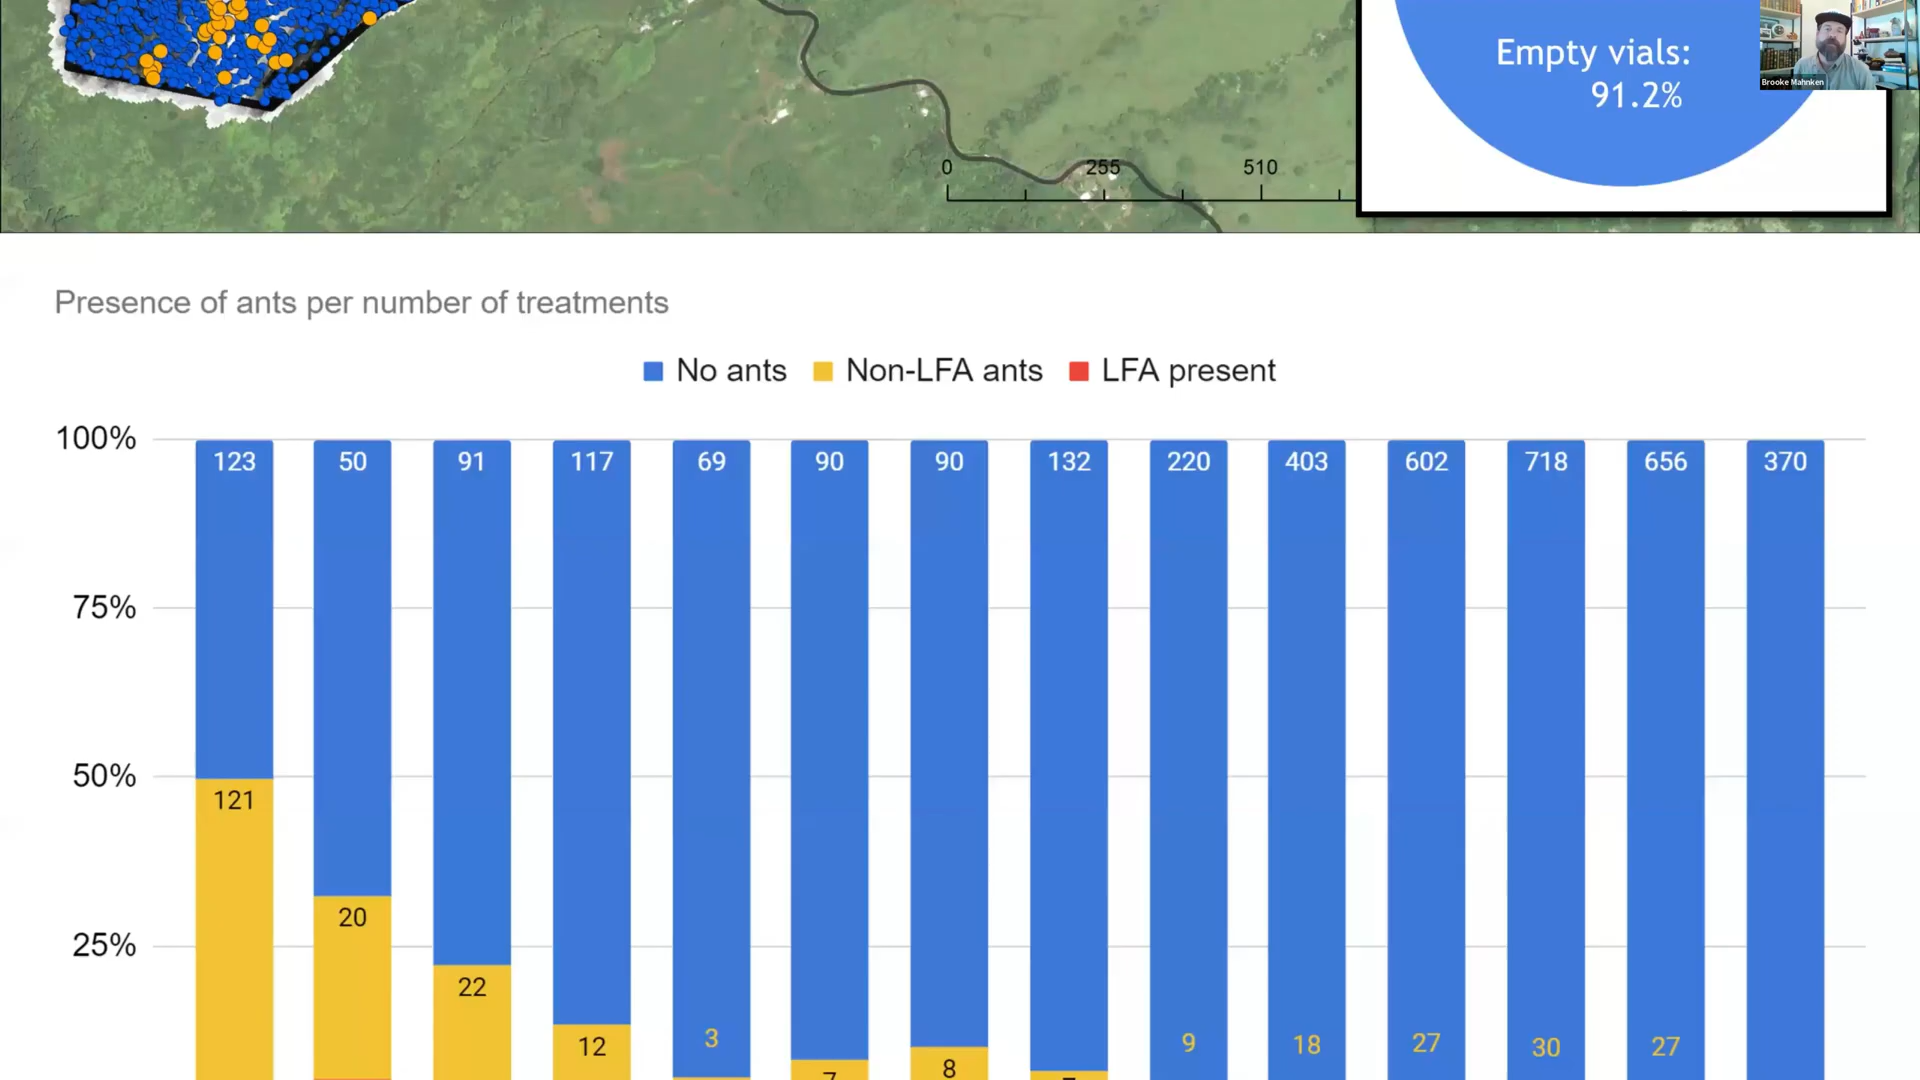 Empty vials:
91.2%
Brooke Mahnken
0 255 510
Presence of ants per number of treatments
No ants Non-LFA ants LFA present
100%
123 50 91 117 69 90 90 132 220 403 602 718 656 370
75%
50%
121
20
25%
22
12 3 8 9 18 27 30 27